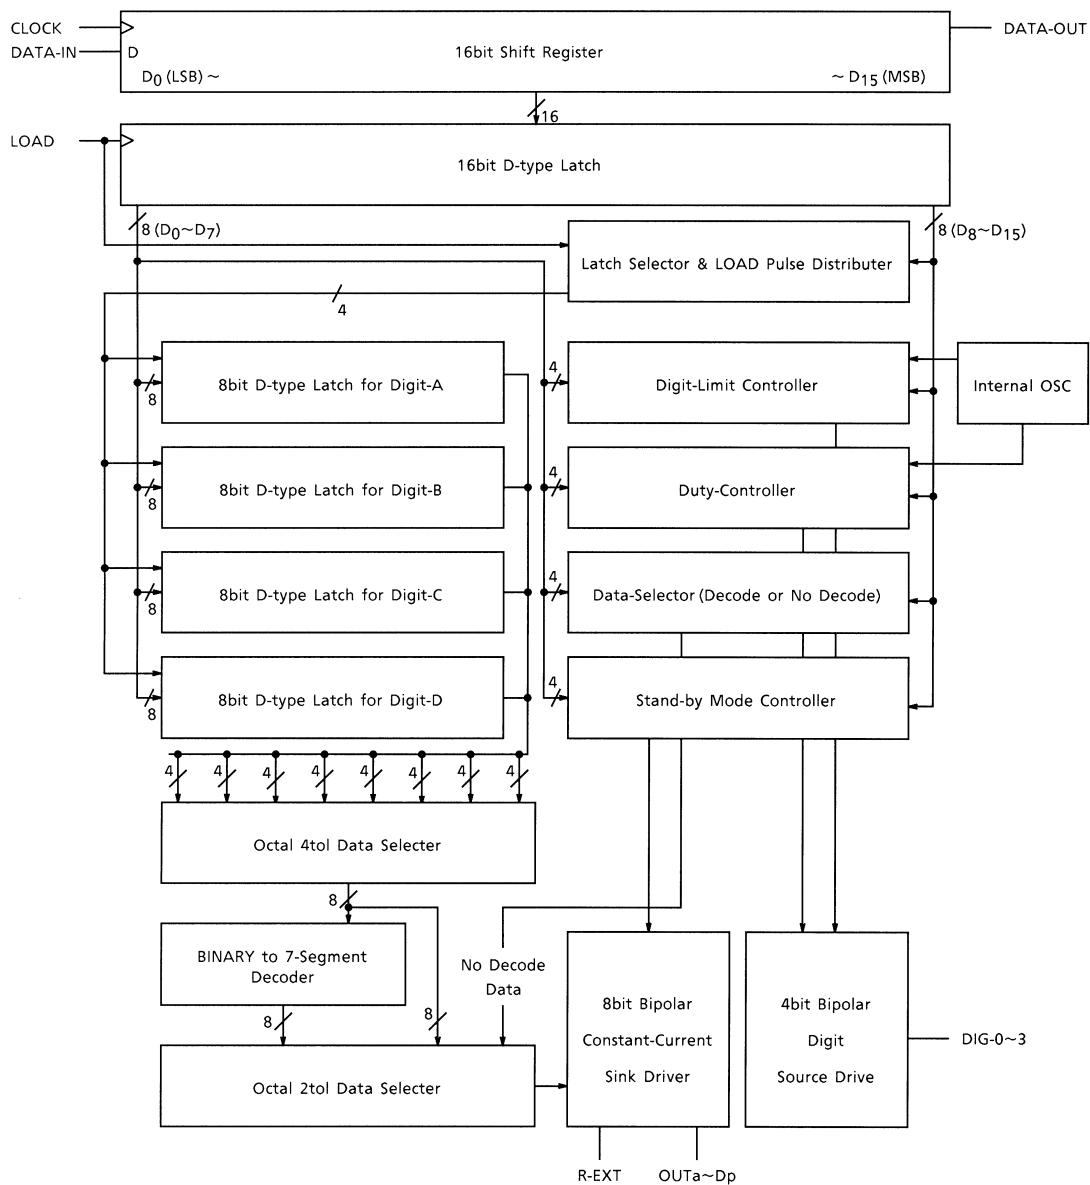 CLOCK
DATA-IN
D
16bit Shift Register
D0 (LSB) ~
~ D15 (MSB)
DATA-OUT
16
LOAD
16bit D-type Latch
8 (D0~D7)
8 (D8~D15)
Latch Selector & LOAD Pulse Distributer
4
8bit D-type Latch for Digit-A
8
4
Digit-Limit Controller
Internal OSC
8bit D-type Latch for Digit-B
8
4
Duty-Controller
8bit D-type Latch for Digit-C
8
4
Data-Selector (Decode or No Decode)
8bit D-type Latch for Digit-D
8
4
Stand-by Mode Controller
4 4 4 4 4 4 4 4
Octal 4tol Data Selecter
8
BINARY to 7-Segment
Decoder
No Decode
Data
8
8
Octal 2tol Data Selecter
8bit Bipolar
Constant-Current
Sink Driver
4bit Bipolar
Digit
Source Drive
DIG-0~3
R-EXT
OUTa~Dp